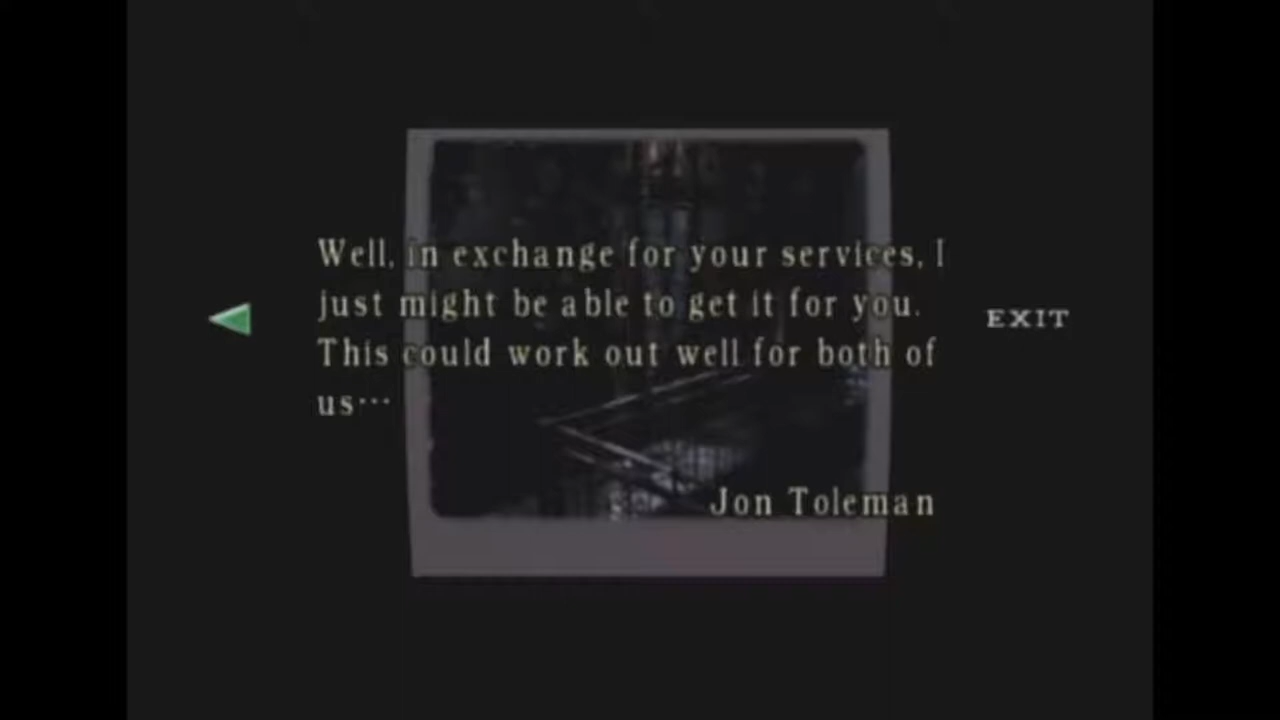 Well, in exchange for your services, I
just might be able to get it for you.
EXIT
This could work out well for both of
us…
Jon Toleman